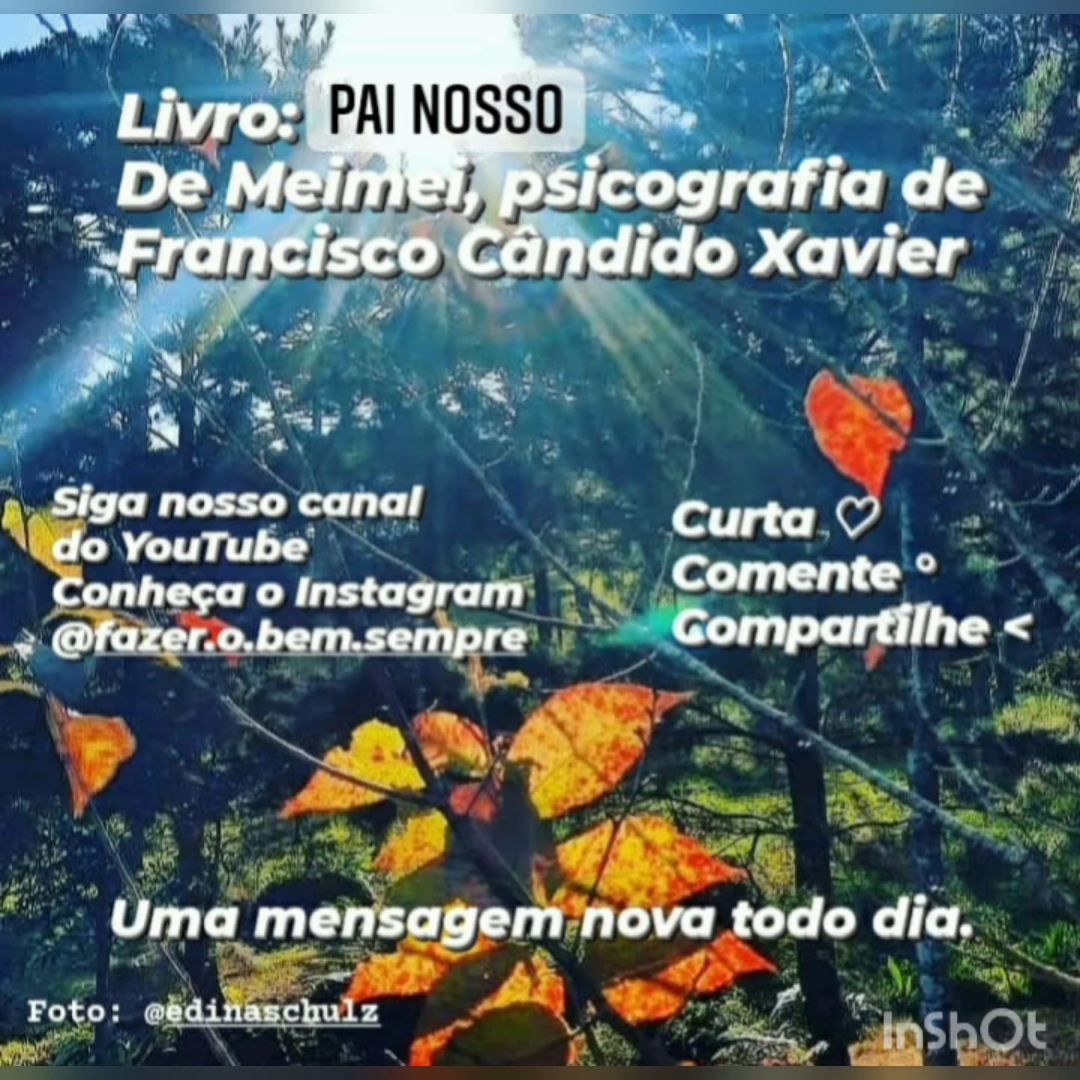 Livro: PAI NOSSO
De Meimei, psicografia de
Francisco Cândido Xavier
Siga nosso canal
do YouTube
Conheça o Instagram
@fazer.o.bem.sempre
Curta ♡
Comente °
Compartilhe <
Uma mensagem nova todo dia.
Foto: @edinaschulz
InShOt